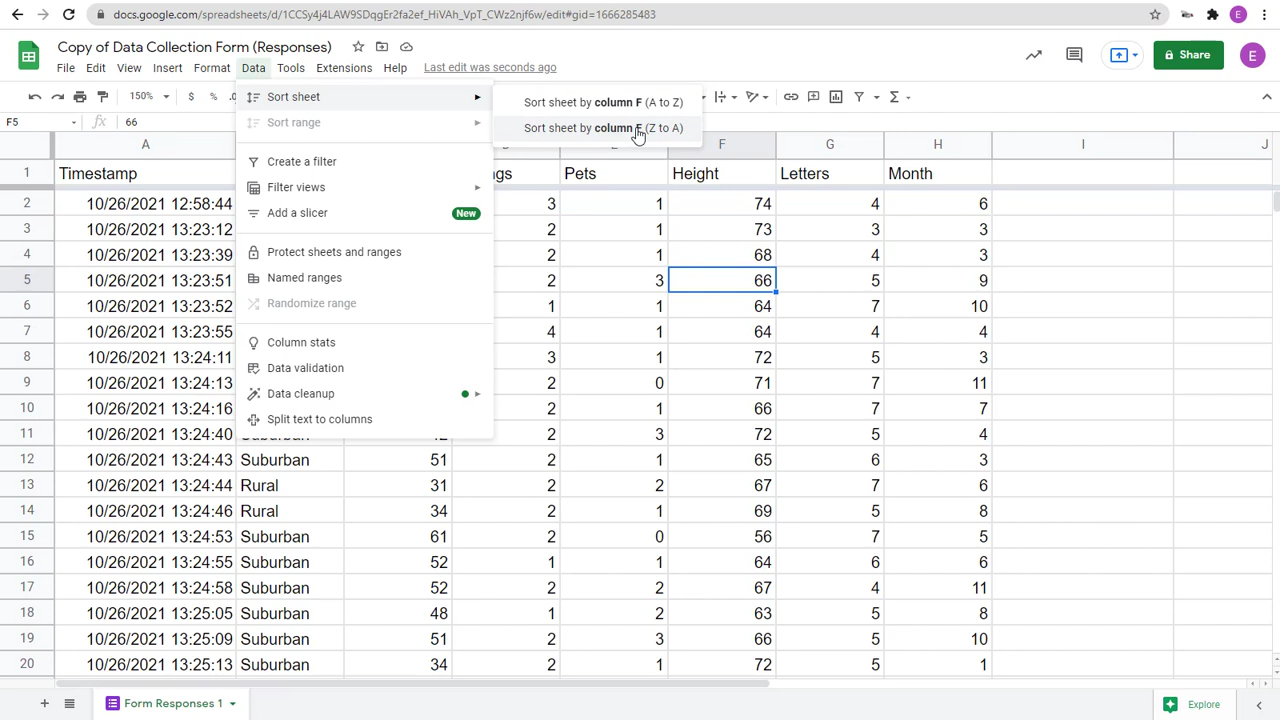 docs.google.com/spreadsheets/d/1CCSy4j4LAW9SDqgEr2fa2ef_HiVAh_VpT_CWz2njf6w/edit#gid=1666285483
E
Copy of Data Collection Form (Responses)
File Edit View Insert Format Data Tools Extensions Help Last edit was seconds ago
Share
E
150% $ % .0
Sort sheet
Sort sheet by column F (A to Z)
F5 66
Sort range
Sort sheet by column F (Z to A)
A F G H I J
Create a filter
1 Timestamp Pets Height Letters Month
Filter views
2 10/26/2021 12:58:44 3 1 74 4 6
Add a slicer New
3 10/26/2021 13:23:12 2 1 73 3 3
4 10/26/2021 13:23:39 2 1 68 4 3
Protect sheets and ranges
5 10/26/2021 13:23:51 2 3 66 5 9
Named ranges
6 10/26/2021 13:23:52 1 1 64 7 10
Randomize range
7 10/26/2021 13:23:55 4 1 64 4 4
Column stats
8 10/26/2021 13:24:11 3 1 72 5 3
Data validation
9 10/26/2021 13:24:13 2 0 71 7 11
Data cleanup
10 10/26/2021 13:24:16 2 1 66 7 7
Split text to columns
11 10/26/2021 13:24:40 2 3 72 5 4
12 10/26/2021 13:24:43 Suburban 51 2 1 65 6 3
13 10/26/2021 13:24:44 Rural 31 2 2 67 7 6
14 10/26/2021 13:24:46 Rural 34 2 1 69 5 8
15 10/26/2021 13:24:53 Suburban 61 2 0 56 7 5
16 10/26/2021 13:24:55 Suburban 52 1 1 64 6 6
17 10/26/2021 13:24:58 Suburban 52 2 2 67 4 11
18 10/26/2021 13:25:05 Suburban 48 1 2 63 5 8
19 10/26/2021 13:25:09 Suburban 51 2 3 66 5 10
20 10/26/2021 13:25:13 Suburban 34 2 1 72 5 1
Form Responses 1
Explore